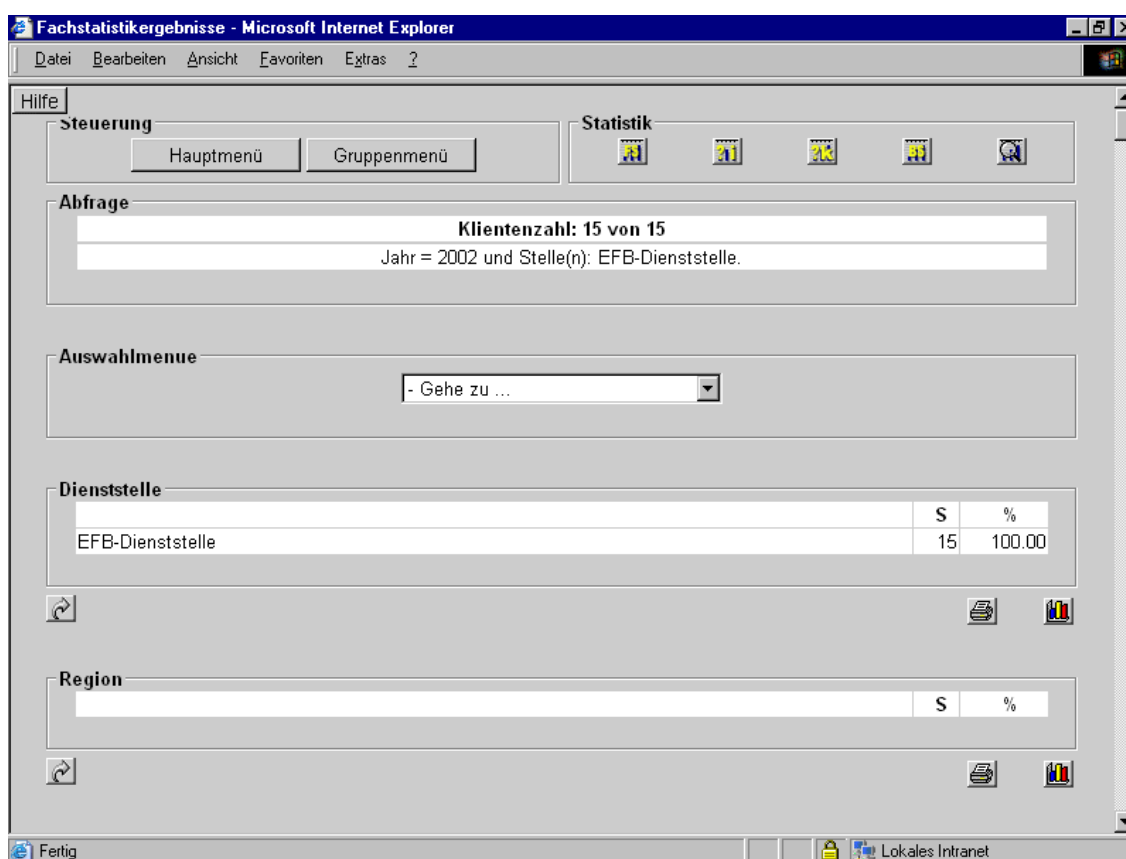 Fachstatistikergebnisse - Microsoft Internet Explorer
Datei Bearbeiten Ansicht Favoriten Extras ?
Hilfe
Steuerung
Hauptmenü Gruppenmenü
Statistik
Abfrage
Klientenzahl: 15 von 15
Jahr = 2002 und Stelle(n): EFB-Dienststelle.
Auswahlmenue
- Gehe zu ...
Dienststelle
S %
EFB-Dienststelle 15 100.00
Region
S %
Fertig Lokales Intranet